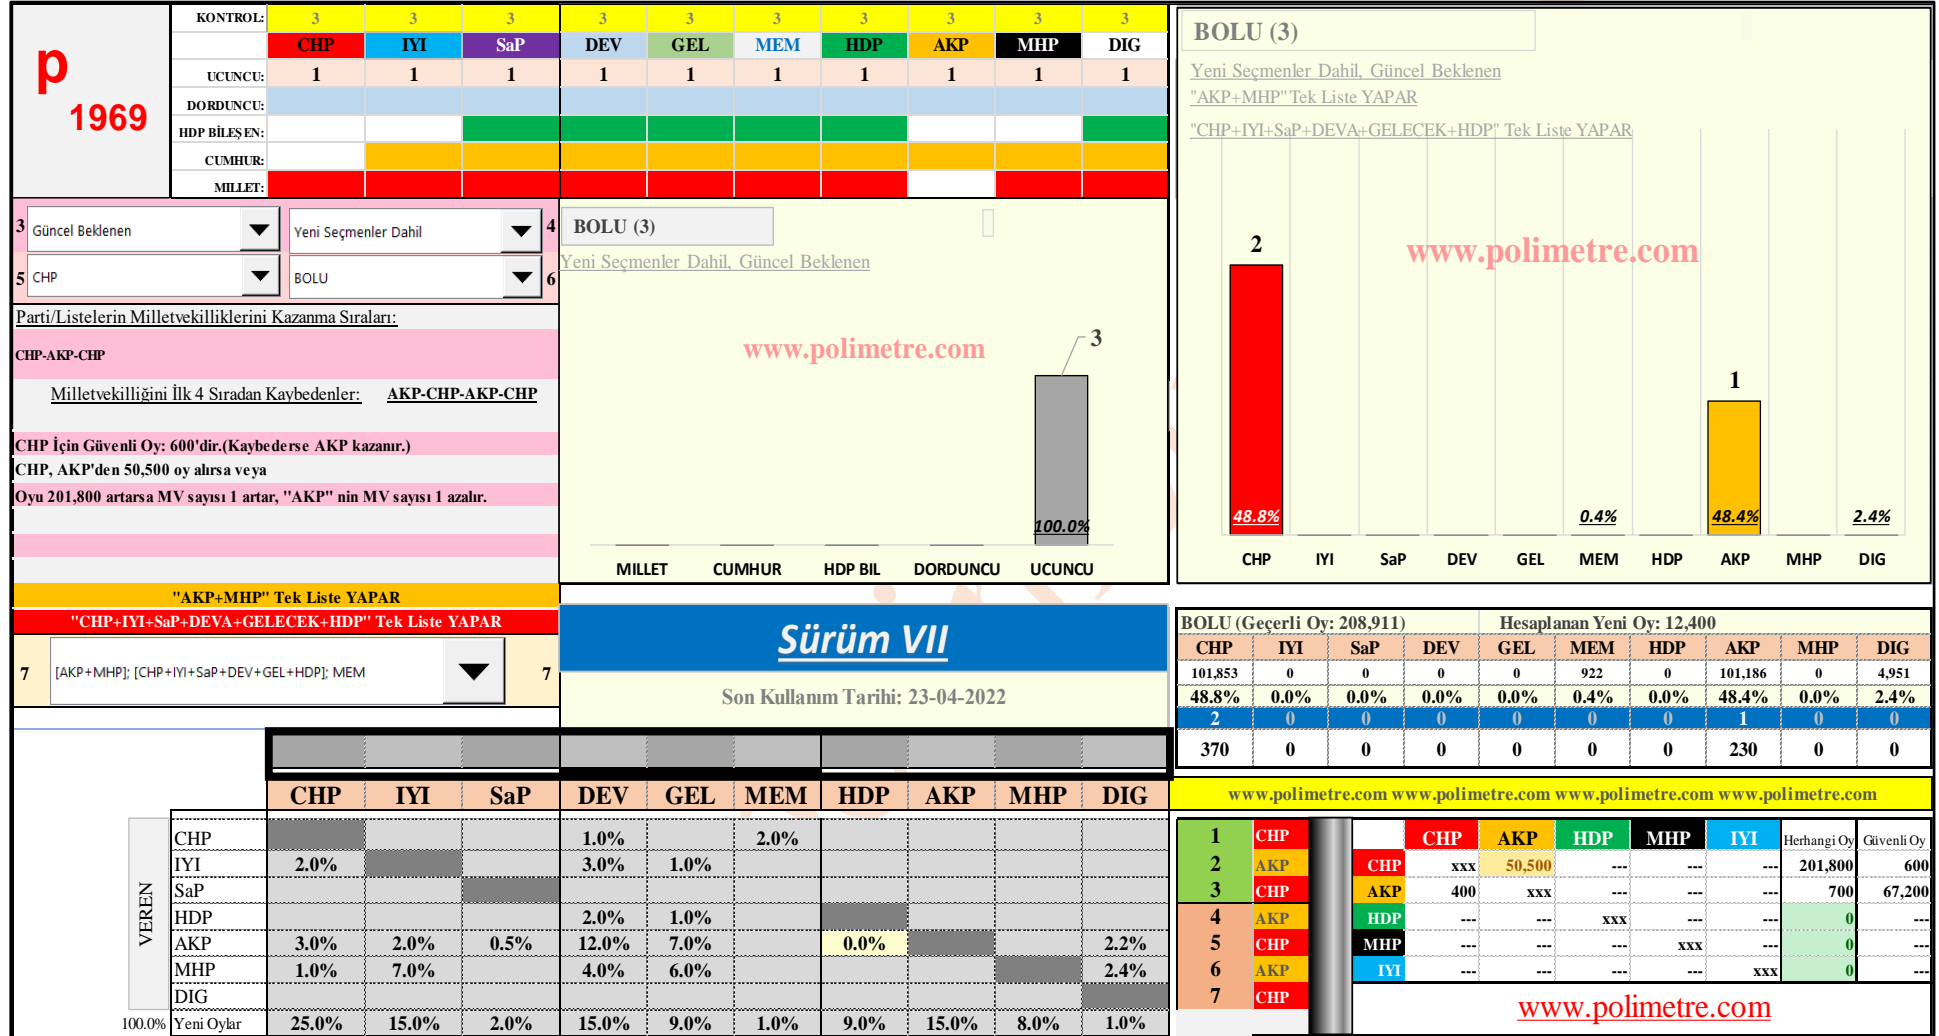 p
1969
KONTROL: 3 3 3 3 3 3 3 3 3 3
CHP IYI SaP DEV GEL MEM HDP AKP MHP DIG
UCUNCU: 1 1 1 1 1 1 1 1 1 1
DORDUNCU:
HDP BİLEŞEN:
CUMHUR:
MILLET:
3 Güncel Beklenen Yeni Seçmenler Dahil 4
5 CHP BOLU 6
Parti/Listelerin Milletvekilliklerini Kazanma Sıraları:
CHP-AKP-CHP
Milletvekilliğini İlk 4 Sıradan Kaybedenler: AKP-CHP-AKP-CHP
CHP İçin Güvenli Oy: 600'dir.(Kaybederse AKP kazanır.)
CHP, AKP'den 50,500 oy alırsa veya
Oyu 201,800 artarsa MV sayısı 1 artar, "AKP" nin MV sayısı 1 azalır.
"AKP+MHP" Tek Liste YAPAR
"CHP+IYI+SaP+DEVA+GELECEK+HDP" Tek Liste YAPAR
7 [AKP+MHP]; [CHP+IYI+SaP+DEV+GEL+HDP]; MEM 7
BOLU (3)
Yeni Seçmenler Dahil, Güncel Beklenen
www.polimetre.com
3
100.0%
MILLET CUMHUR HDP BIL DORDUNCU UCUNCU
Sürüm VII
Son Kullanım Tarihi: 23-04-2022
BOLU (3)
Yeni Seçmenler Dahil, Güncel Beklenen
"AKP+MHP" Tek Liste YAPAR
"CHP+IYI+SaP+DEVA+GELECEK+HDP" Tek Liste YAPAR
2
www.polimetre.com
1
48.8% 0.4% 48.4% 2.4%
CHP IYI SaP DEV GEL MEM HDP AKP MHP DIG
BOLU (Geçerli Oy: 208,911) Hesaplanan Yeni Oy: 12,400
CHP IYI SaP DEV GEL MEM HDP AKP MHP DIG
101,853 0 0 0 0 922 0 101,186 0 4,951
48.8% 0.0% 0.0% 0.0% 0.0% 0.4% 0.0% 48.4% 0.0% 2.4%
2 0 0 0 0 0 0 1 0 0
370 0 0 0 0 0 0 230 0 0
CHP IYI SaP DEV GEL MEM HDP AKP MHP DIG
VEREN
CHP 1.0% 2.0%
IYI 2.0% 3.0% 1.0%
SaP
HDP 2.0% 1.0%
AKP 3.0% 2.0% 0.5% 12.0% 7.0% 0.0% 2.2%
MHP 1.0% 7.0% 4.0% 6.0% 2.4%
DIG
100.0% Yeni Oylar 25.0% 15.0% 2.0% 15.0% 9.0% 1.0% 9.0% 15.0% 8.0% 1.0%
www.polimetre.com www.polimetre.com www.polimetre.com www.polimetre.com
1 CHP CHP AKP HDP MHP IYI Herhangi Oy Güvenli Oy
2 AKP CHP xxx 50,500 --- --- --- 201,800 600
3 CHP AKP 400 xxx --- --- --- 700 67,200
4 AKP HDP --- --- xxx --- --- 0 ---
5 CHP MHP --- --- --- xxx --- 0 ---
6 AKP IYI --- --- --- --- xxx 0 ---
7 CHP
www.polimetre.com